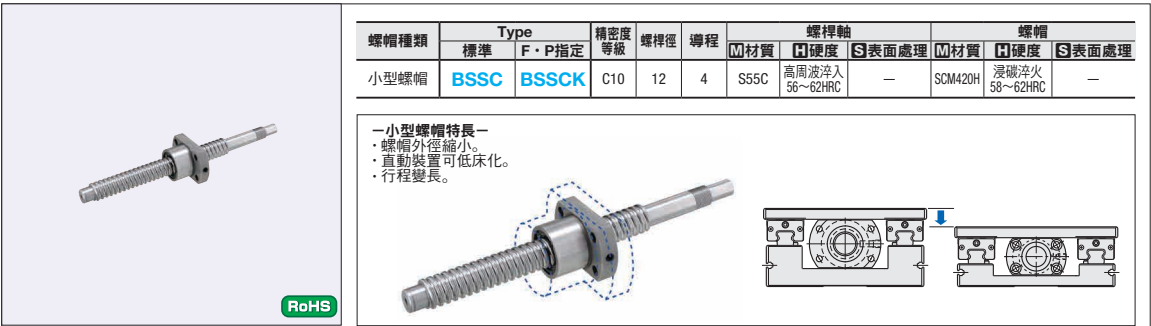 螺帽種類 Type 精密度等級 螺桿徑 導程 螺桿軸 螺帽
標準 F・P指定 M材質 H硬度 S表面處理 M材質 H硬度 S表面處理
小型螺帽 BSSC BSSCK C10 12 4 S55C 高周波淬入 56～62HRC － SCM420H 浸碳淬火 58～62HRC －
－小型螺帽特長－
・螺帽外徑縮小。
・直動裝置可低床化。
・行程變長。
RoHS